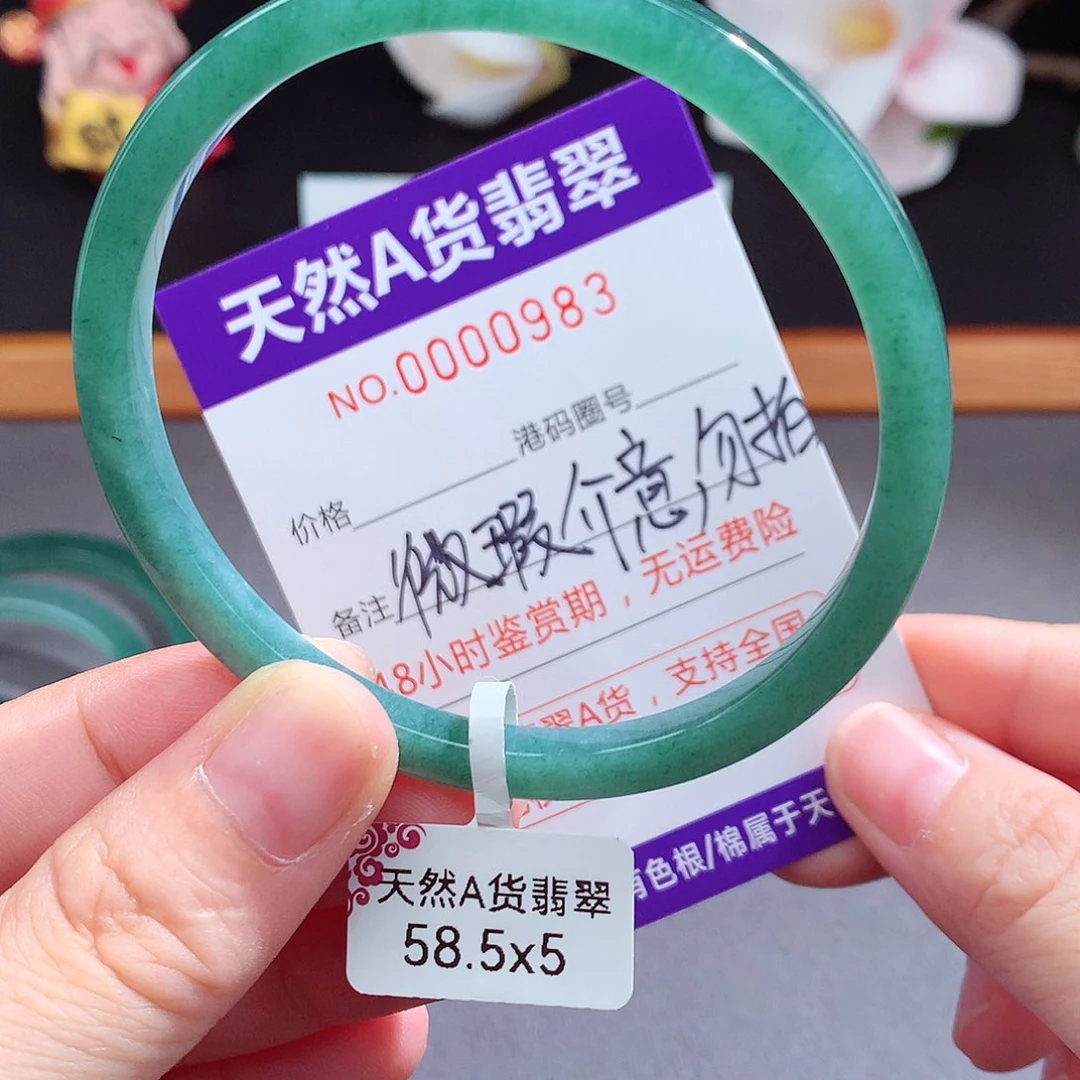 天然A货翡翠
NO.0000983
价格 港码圈号
备注 微瑕介意,勿拍
48小时鉴赏期，无运费险
翠A货，支持全国
有色根/棉属于天
天然A货翡翠
58.5x5